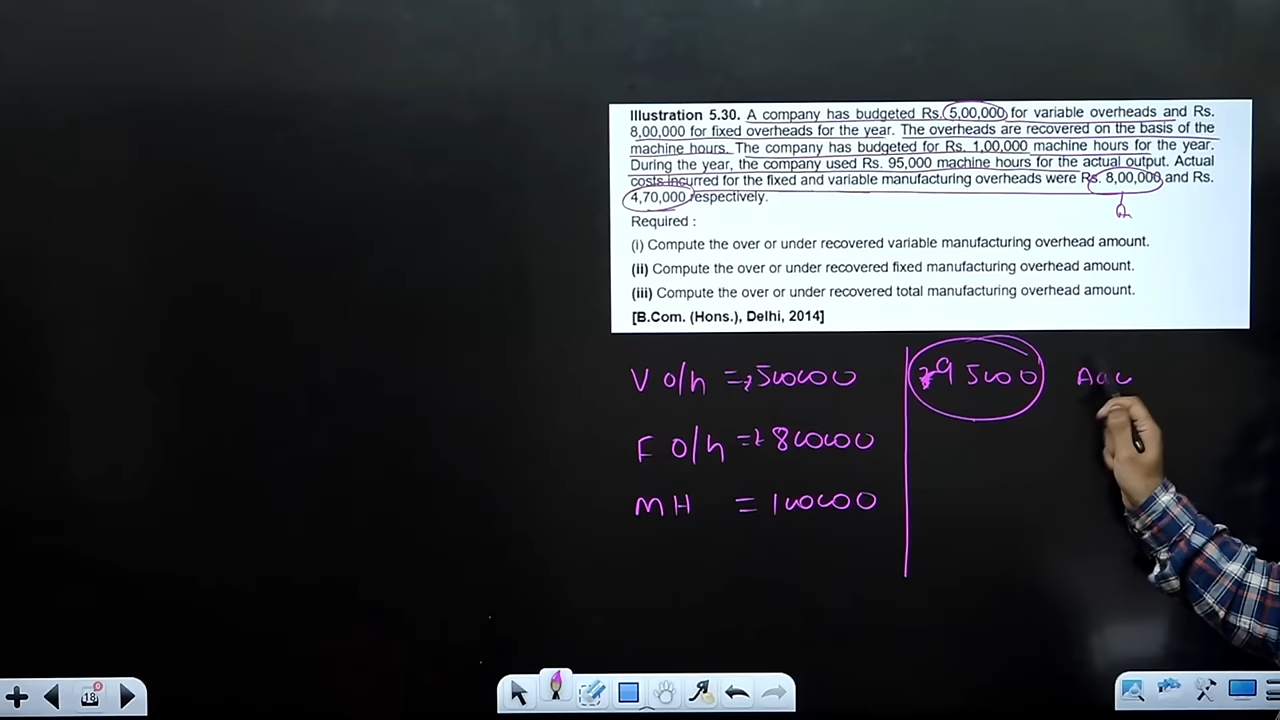 Illustration 5.30. A company has budgeted Rs. 5,00,000 for variable overheads and Rs.
8,00,000 for fixed overheads for the year. The overheads are recovered on the basis of the
machine hours. The company has budgeted for Rs. 1,00,000 machine hours for the year.
During the year, the company used Rs. 95,000 machine hours for the actual output. Actual
costs incurred for the fixed and variable manufacturing overheads were Rs. 8,00,000 and Rs.
4,70,000 respectively.
Required :
(i) Compute the over or under recovered variable manufacturing overhead amount.
(ii) Compute the over or under recovered fixed manufacturing overhead amount.
(iii) Compute the over or under recovered total manufacturing overhead amount.
[B.Com. (Hons.), Delhi, 2014]
V O/h = 500000
95000
F O/h = 800000
MH = 100000
18